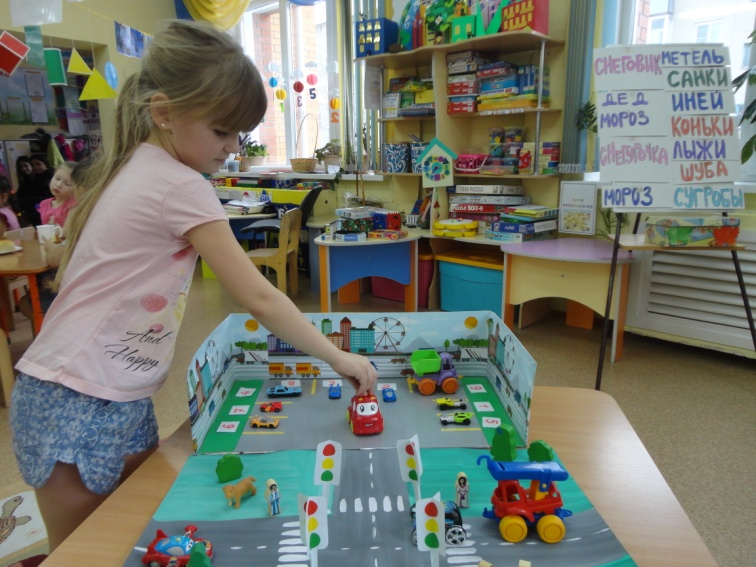 СНЕГОВИК МЕТЕЛЬ
САНКИ
ДЕД ИНЕЙ
МОРОЗ КОНЬКИ
СНЕГУРОЧКА ЛЫЖИ
ШУБА
МОРОЗ СУГРОБЫ
And
Happy